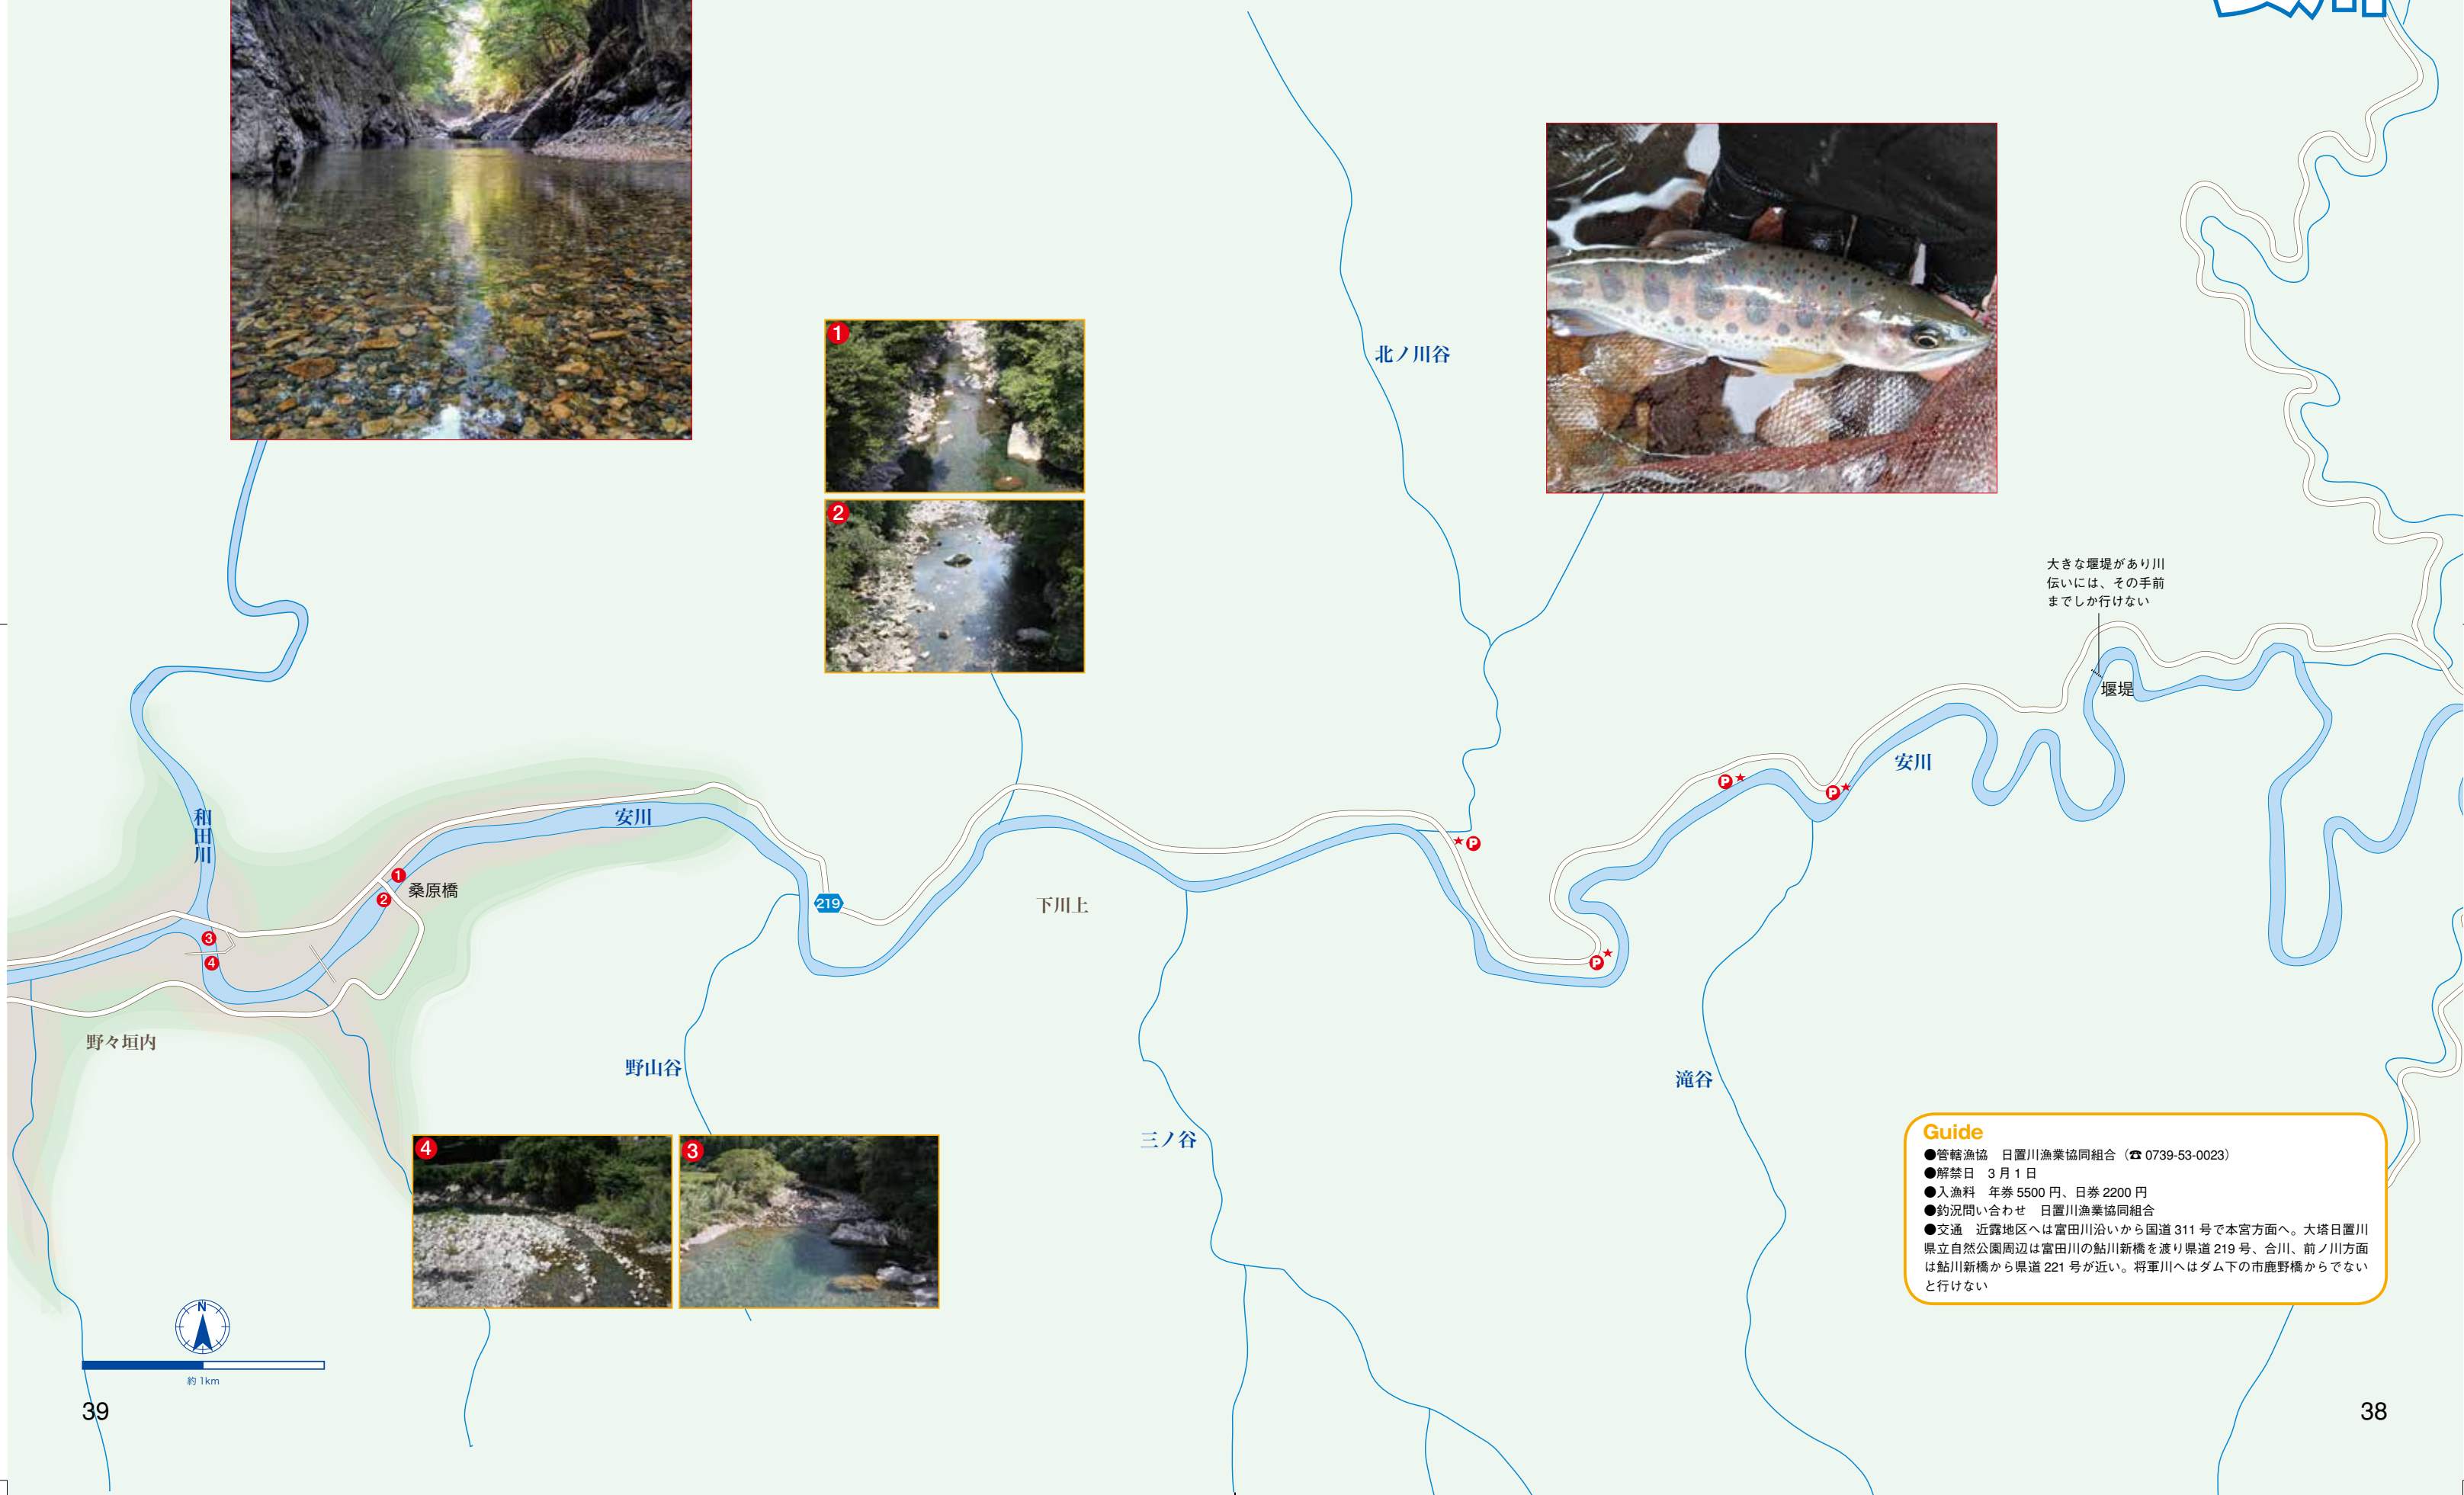 安川
1
2
北ノ川谷
大きな堰堤があり川
伝いには、その手前
までしか行けない
堰堤
安川
P★
P★
★P
P★
安川
和田川
1
桑原橋
2
3
4
219
下川上
野々垣内
野山谷
三ノ谷
滝谷
4
3
Guide
●管轄漁協　日置川漁業協同組合（☎ 0739-53-0023）
●解禁日　3 月 1 日
●入漁料　年券 5500 円、日券 2200 円
●釣況問い合わせ　日置川漁業協同組合
●交通　近露地区へは富田川沿いから国道 311 号で本宮方面へ。大塔日置川
県立自然公園周辺は富田川の鮎川新橋を渡り県道 219 号、合川、前ノ川方面
は鮎川新橋から県道 221 号が近い。将軍川へはダム下の市鹿野橋からでない
と行けない
N
約 1km
39
38